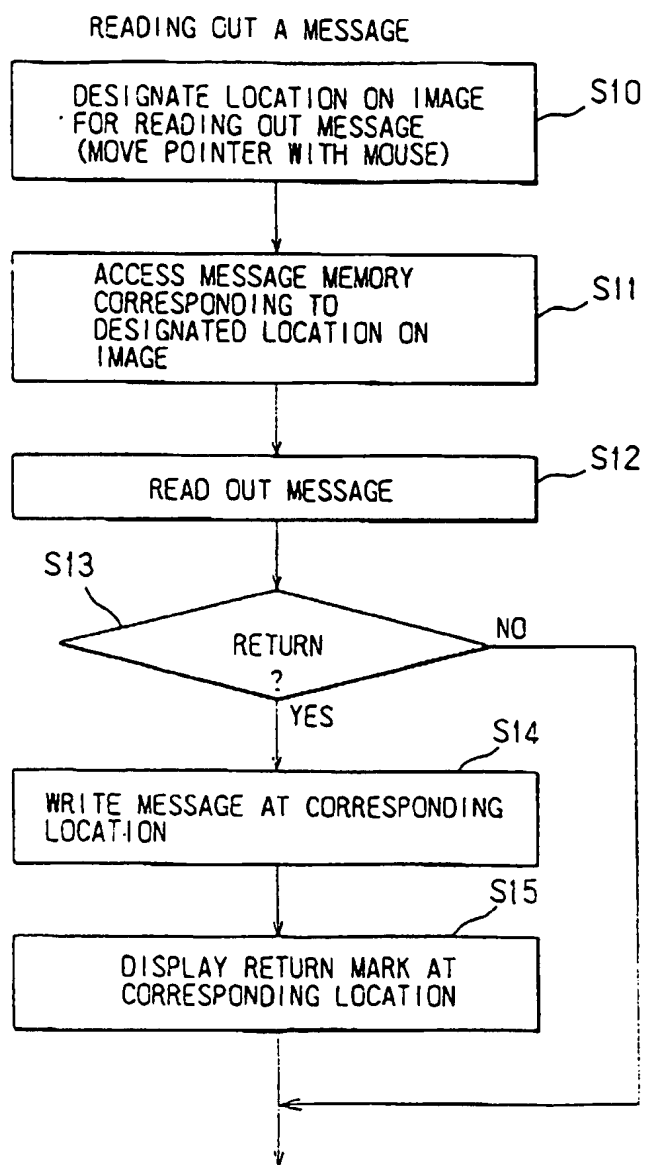 READING OUT A MESSAGE
S10
DESIGNATE LOCATION ON IMAGE
FOR READING OUT MESSAGE
(MOVE POINTER WITH MOUSE)
S11
ACCESS MESSAGE MEMORY
CORRESPONDING TO
DESIGNATED LOCATION ON
IMAGE
S12
READ OUT MESSAGE
S13
RETURN
?
NO
YES
S14
WRITE MESSAGE AT CORRESPONDING
LOCATION
S15
DISPLAY RETURN MARK AT
CORRESPONDING LOCATION